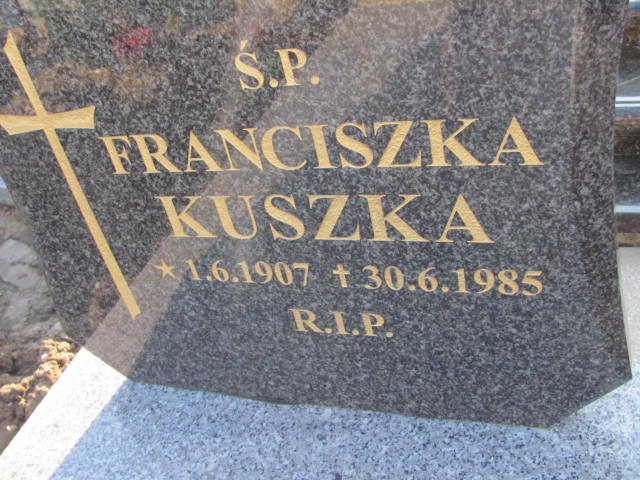 Ś.P.
FRANCISZKA
KUSZKA
★ 1.6.1907 ✝ 30.6.1985
R.I.P.